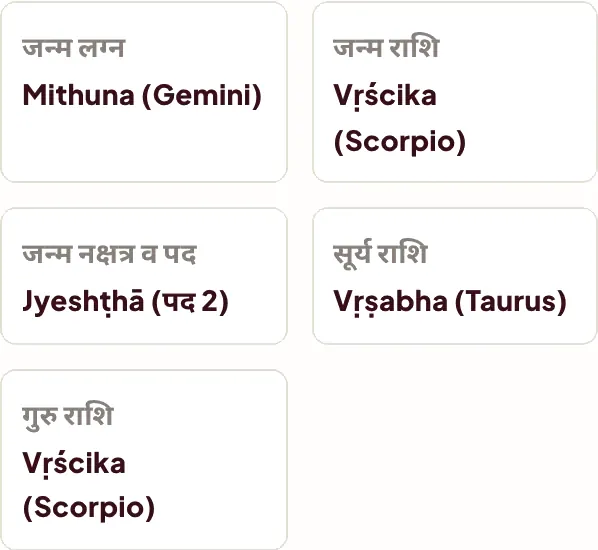 जन्म लग्न
Mithuna (Gemini)
जन्म राशि
Vṛścika
(Scorpio)
जन्म नक्षत्र व पद
Jyeshṭhā (पद 2)
सूर्य राशि
Vṛṣabha (Taurus)
गुरु राशि
Vṛścika
(Scorpio)